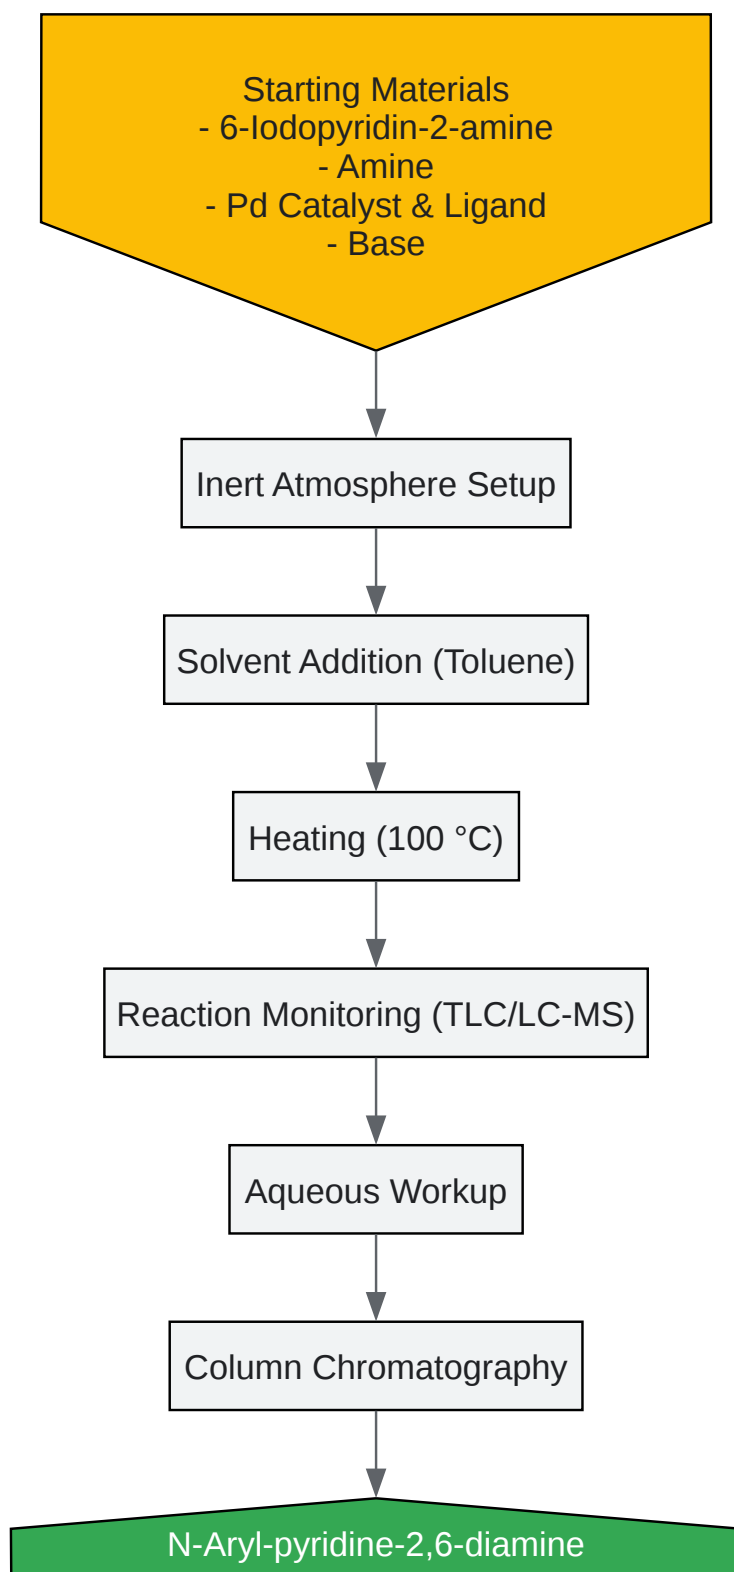 Starting Materials
- 6-Iodopyridin-2-amine
- Amine
- Pd Catalyst & Ligand
- Base
Inert Atmosphere Setup
Solvent Addition (Toluene)
Heating (100 °C)
Reaction Monitoring (TLC/LC-MS)
Aqueous Workup
Column Chromatography
N-Aryl-pyridine-2,6-diamine